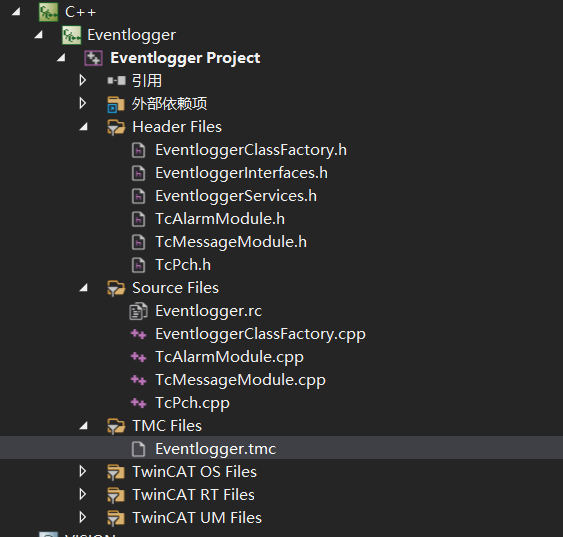 C++
Eventlogger
Eventlogger Project
引用
外部依赖项
Header Files
EventloggerClassFactory.h
EventloggerInterfaces.h
EventloggerServices.h
TcAlarmModule.h
TcMessageModule.h
TcPch.h
Source Files
Eventlogger.rc
EventloggerClassFactory.cpp
TcAlarmModule.cpp
TcMessageModule.cpp
TcPch.cpp
TMC Files
Eventlogger.tmc
TwinCAT OS Files
TwinCAT RT Files
TwinCAT UM Files